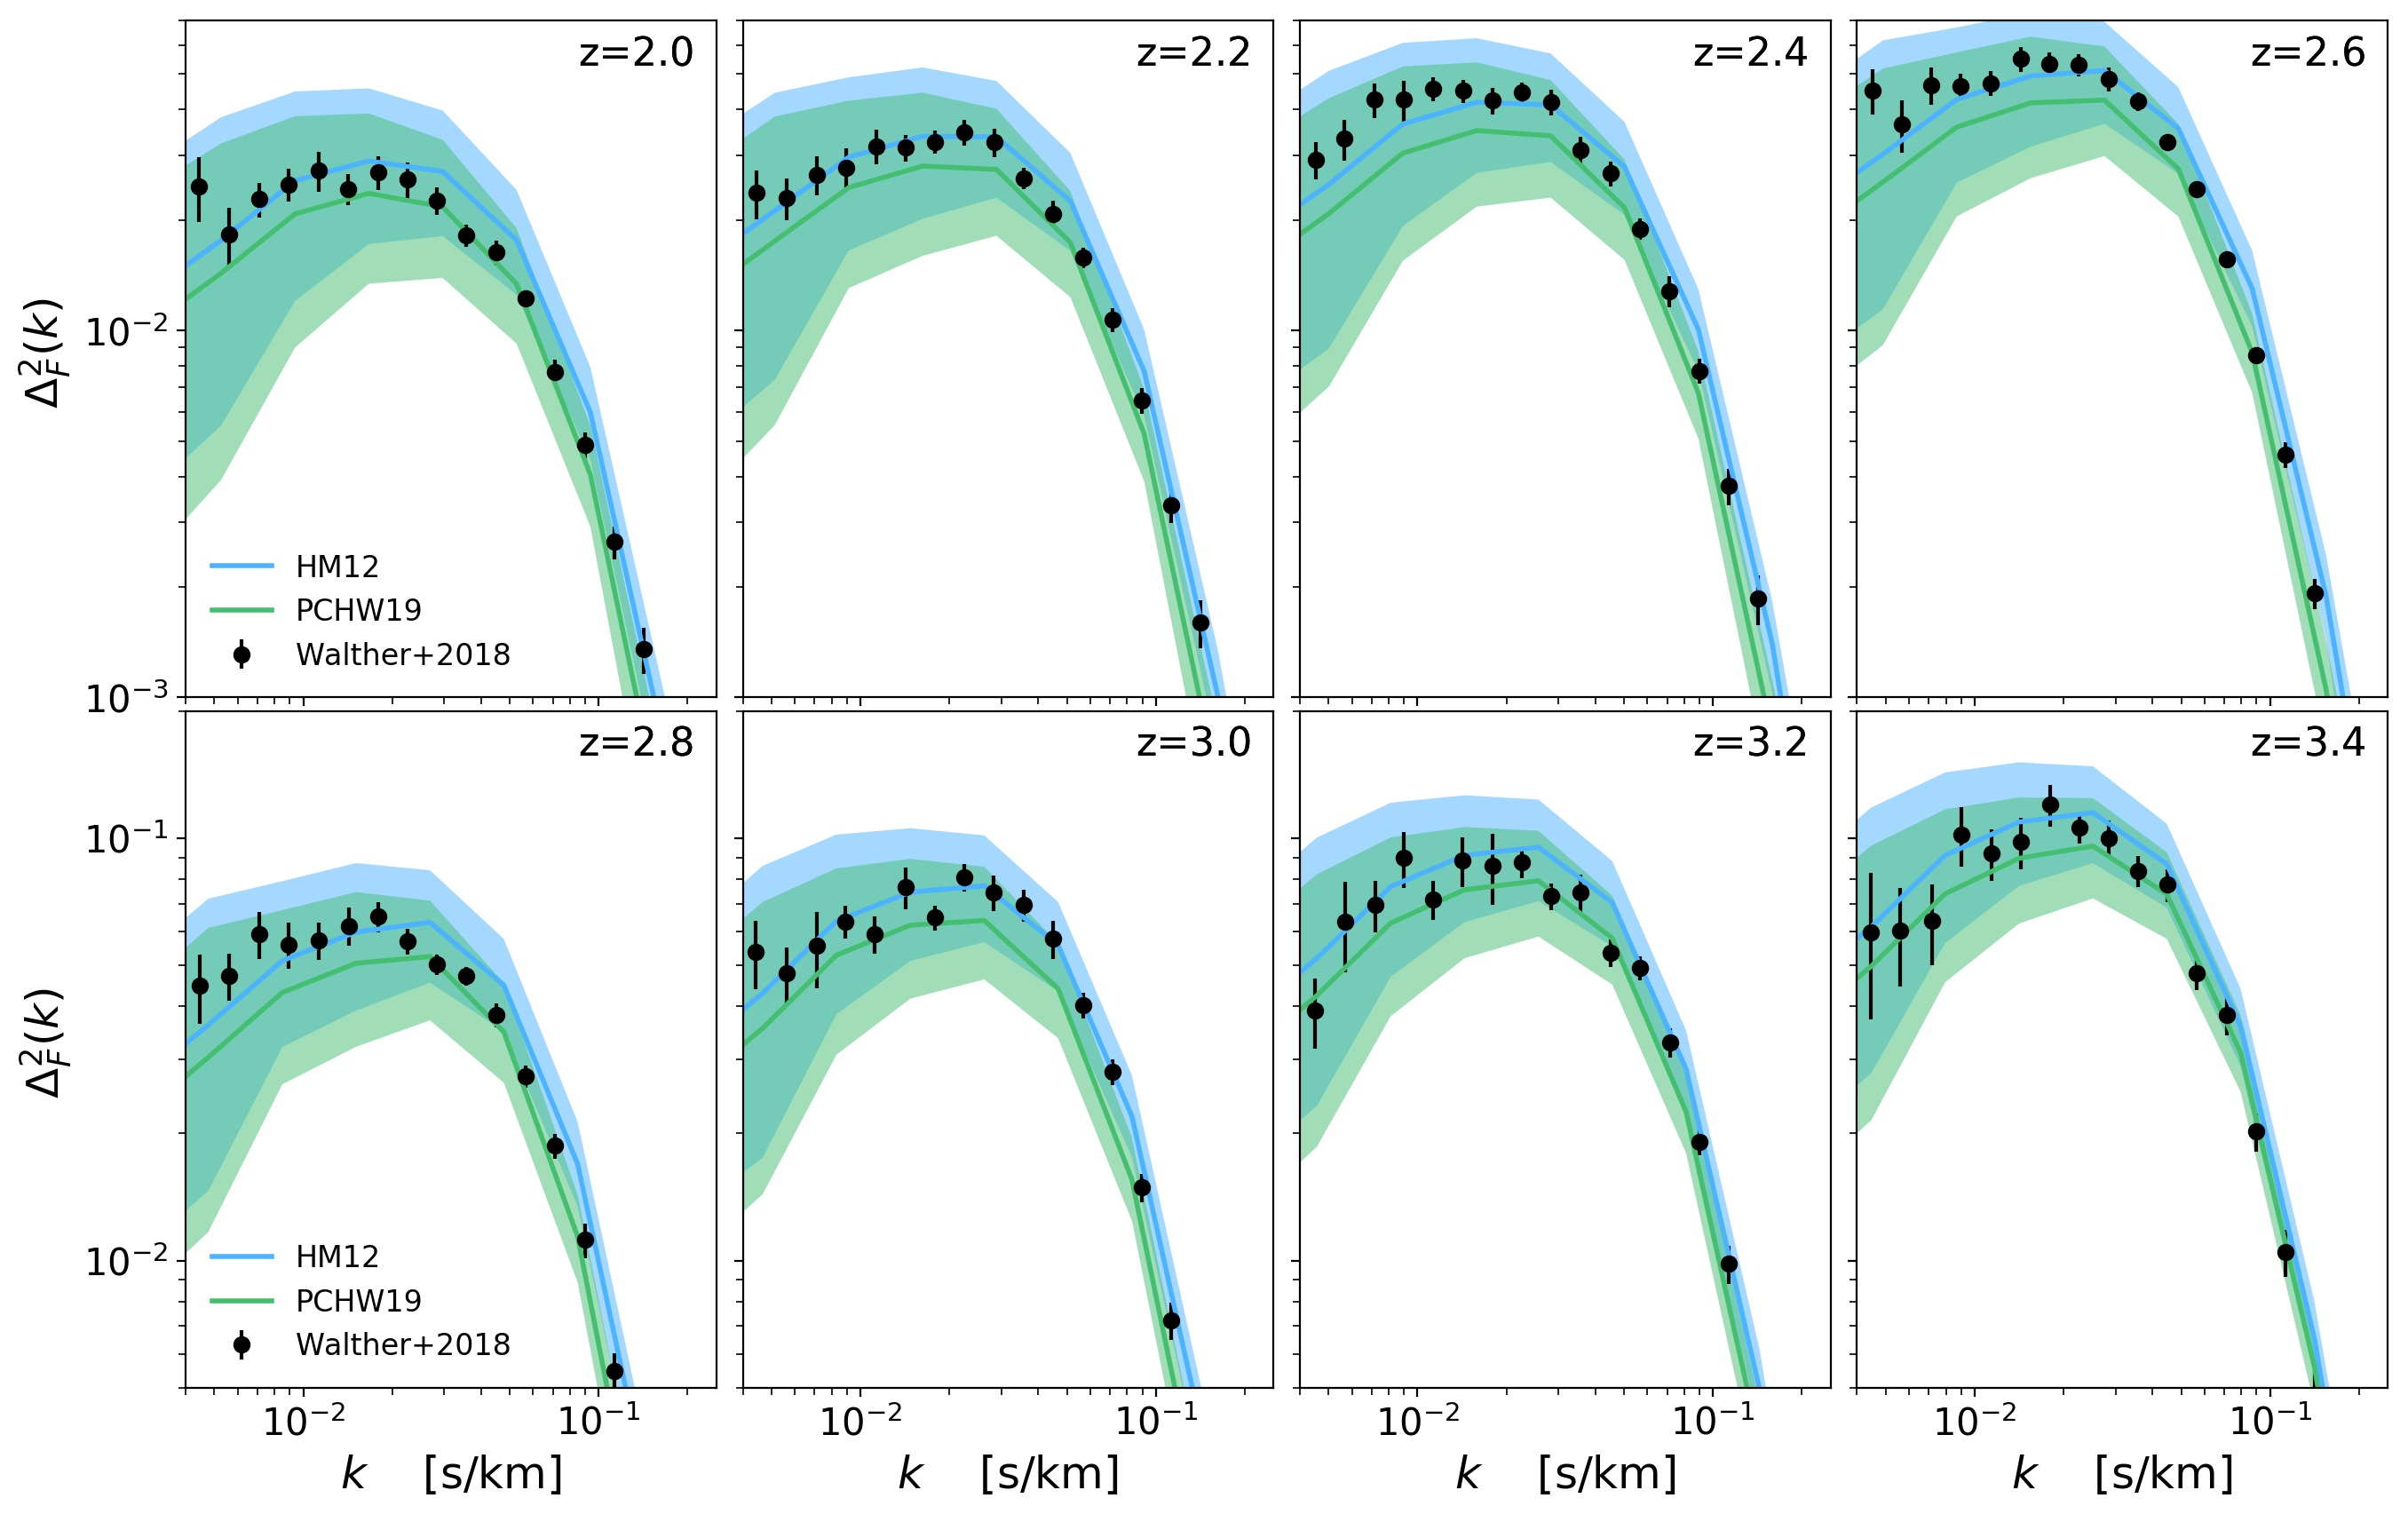 z=2.0
z=2.2
z=2.4
z=2.6
Δ²_F(k)
10⁻²
10⁻³
HM12
PCHW19
Walther+2018
z=2.8
z=3.0
z=3.2
z=3.4
Δ²_F(k)
10⁻¹
10⁻²
HM12
PCHW19
Walther+2018
10⁻² 10⁻¹
10⁻² 10⁻¹
10⁻² 10⁻¹
10⁻² 10⁻¹
k [s/km]
k [s/km]
k [s/km]
k [s/km]